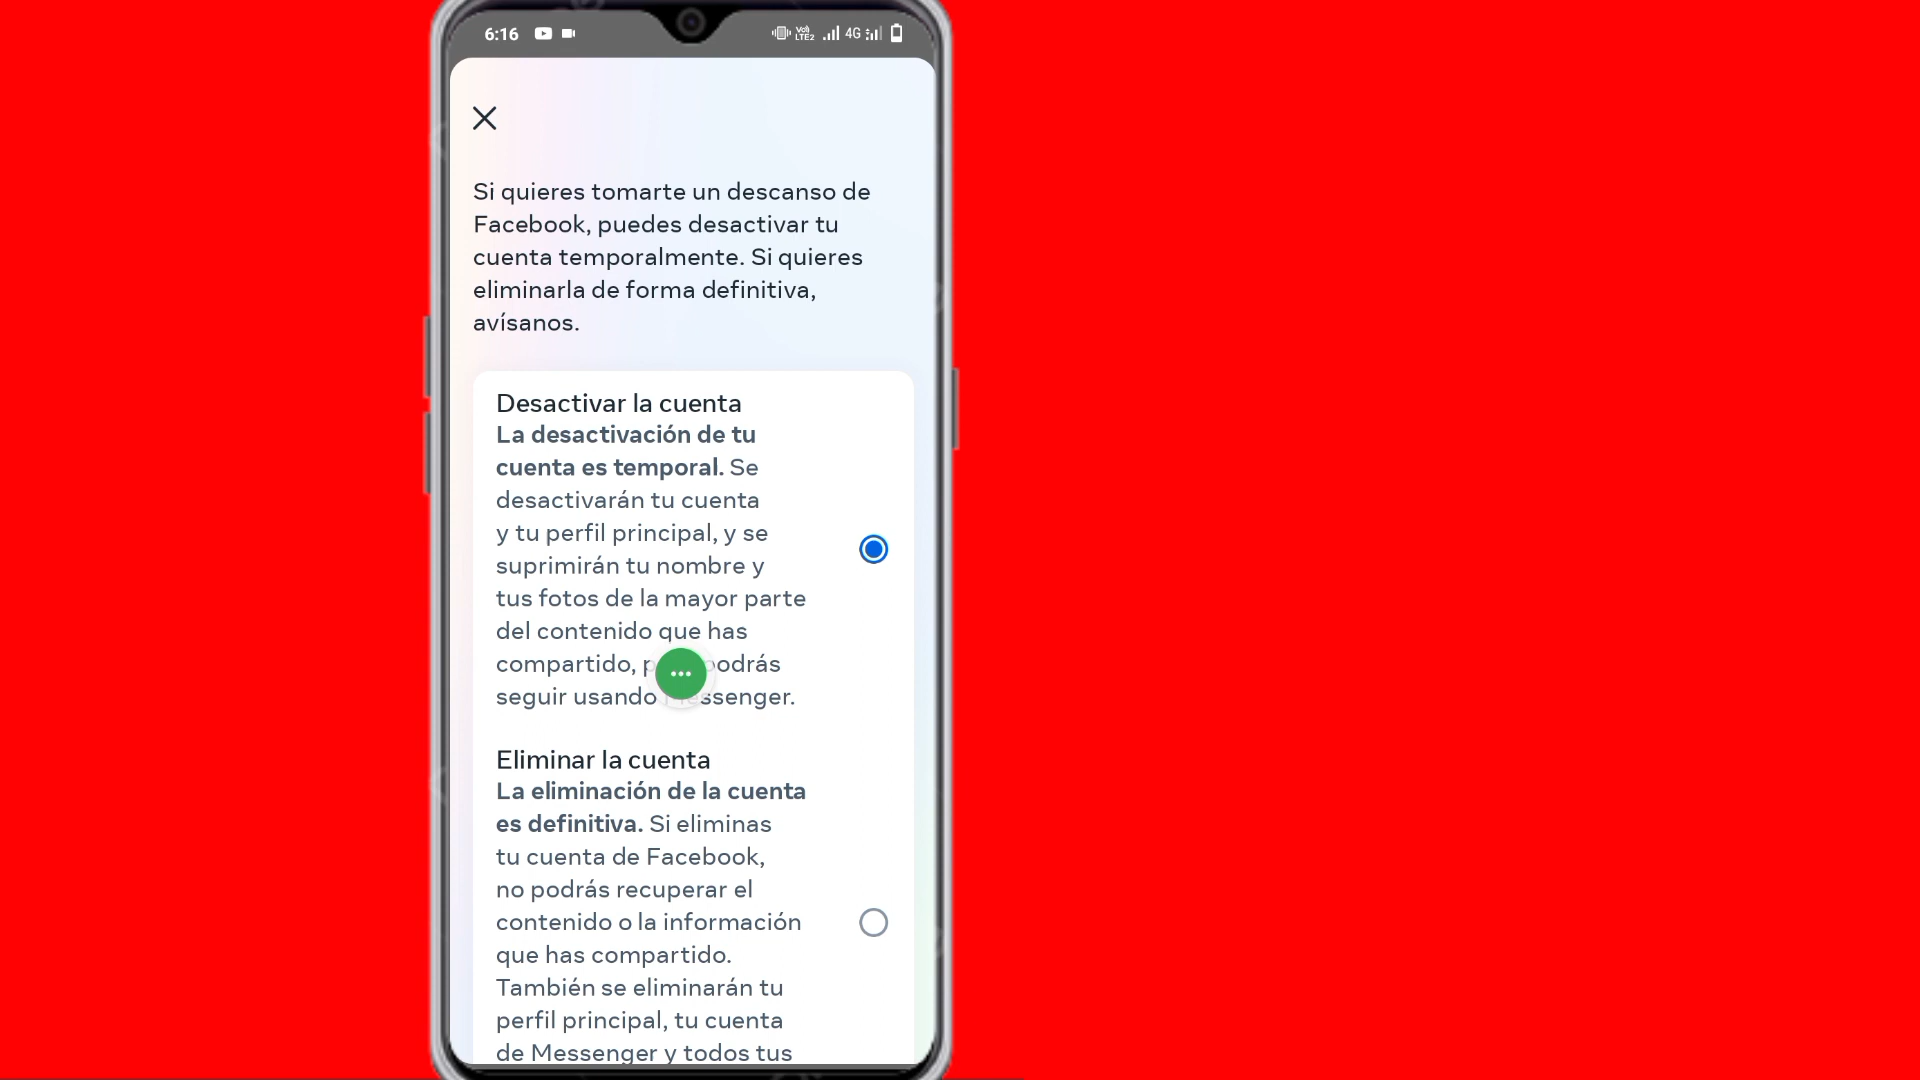 6:16
Vo)) LTE2 4G
Si quieres tomarte un descanso de
Facebook, puedes desactivar tu
cuenta temporalmente. Si quieres
eliminarla de forma definitiva,
avísanos.
Desactivar la cuenta
La desactivación de tu
cuenta es temporal. Se
desactivarán tu cuenta
y tu perfil principal, y se
suprimirán tu nombre y
tus fotos de la mayor parte
del contenido que has
compartido, podrás
seguir usando
Eliminar la cuenta
La eliminación de la cuenta
es definitiva. Si eliminas
tu cuenta de Facebook,
no podrás recuperar el
contenido o la información
que has compartido.
También se eliminarán tu
perfil principal, tu cuenta
de Messenger y todos tus